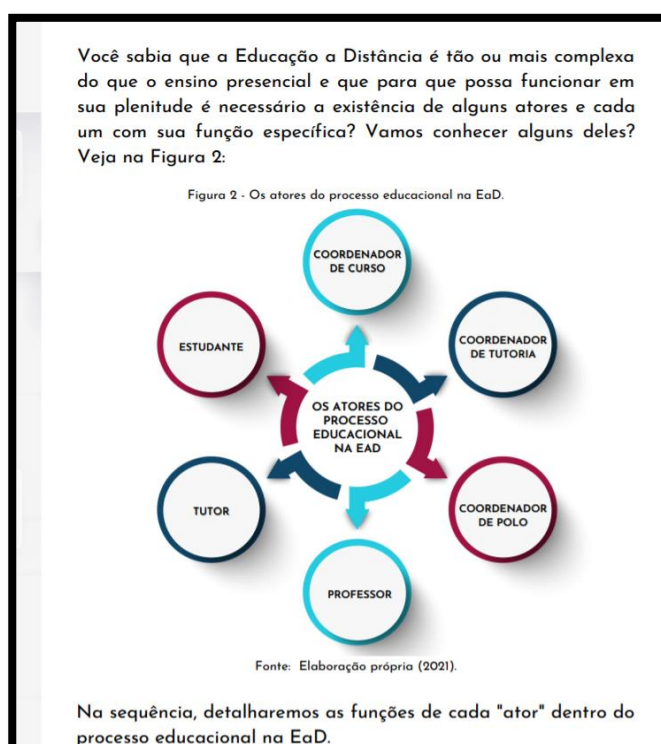 Você sabia que a Educação a Distância é tão ou mais complexa
do que o ensino presencial e que para que possa funcionar em
sua plenitude é necessário a existência de alguns atores e cada
um com sua função específica? Vamos conhecer alguns deles?
Veja na Figura 2:
Figura 2 - Os atores do processo educacional na EaD.
COORDENADOR
DE CURSO
ESTUDANTE
COORDENADOR
DE TUTORIA
OS ATORES DO
PROCESSO
EDUCACIONAL
NA EAD
TUTOR
COORDENADOR
DE POLO
PROFESSOR
Fonte: Elaboração própria (2021).
Na sequência, detalharemos as funções de cada "ator" dentro do
processo educacional na EaD.